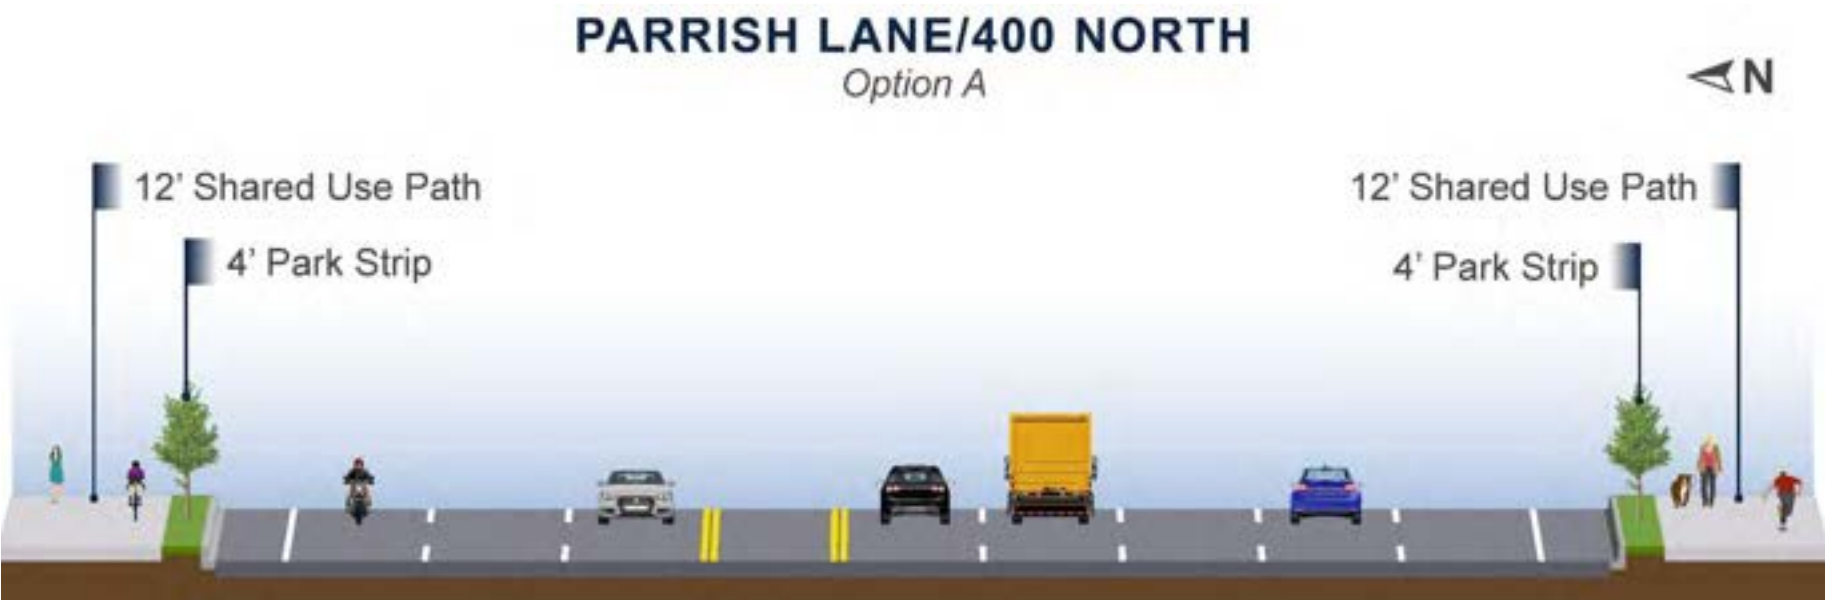 PARRISH LANE/400 NORTH
Option A
N
12’ Shared Use Path
12’ Shared Use Path
4’ Park Strip
4’ Park Strip